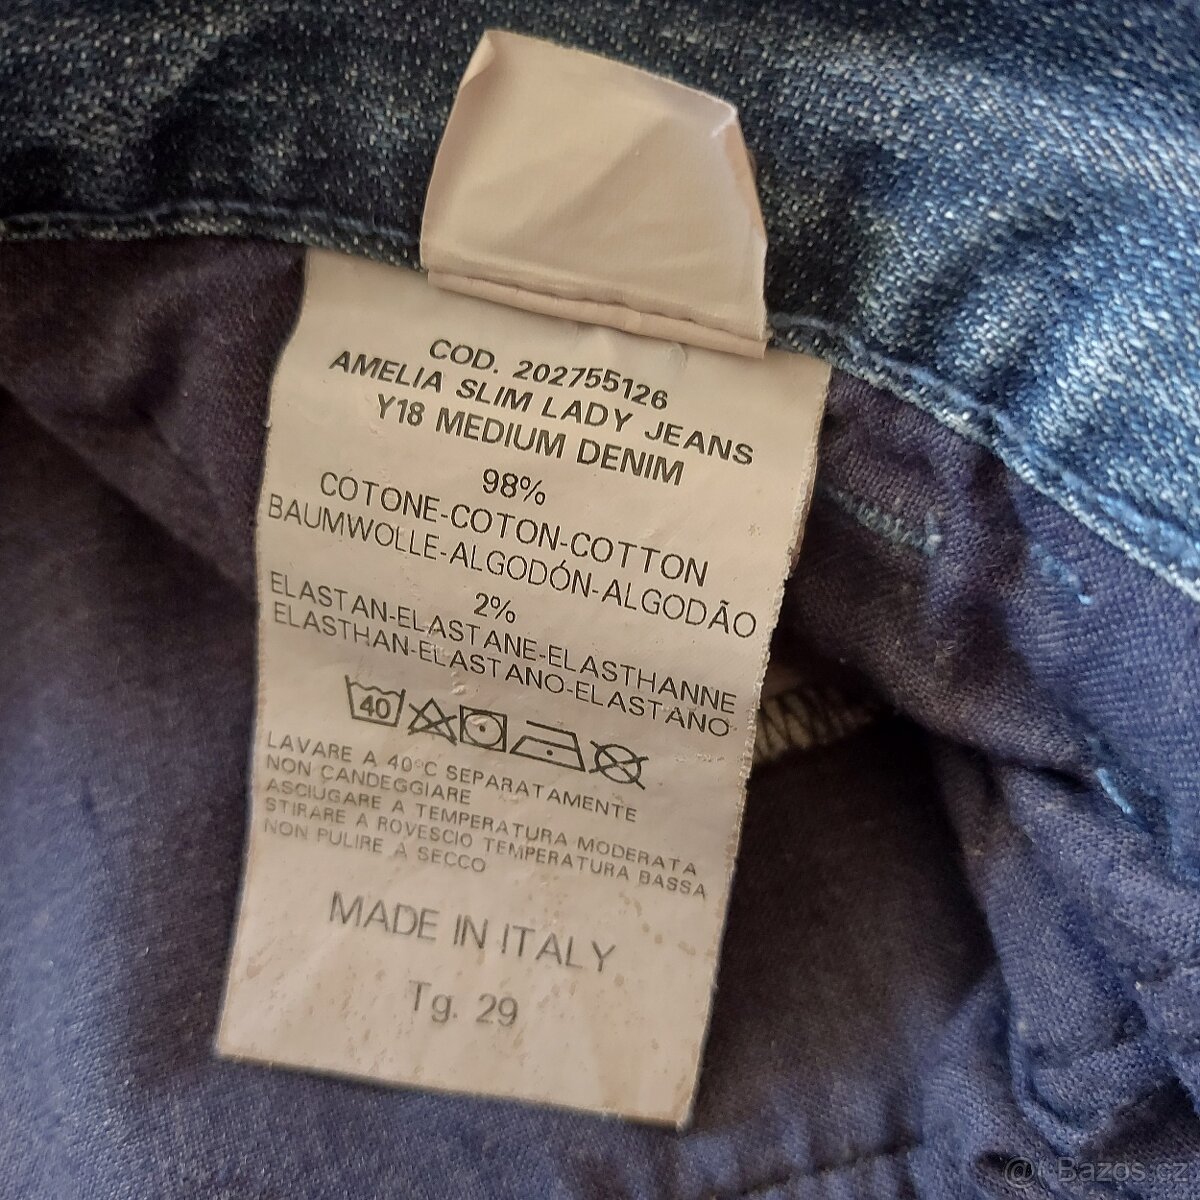 COD. 202755126
AMELIA SLIM LADY JEANS
Y18 MEDIUM DENIM
98%
COTONE-COTON-COTTON
BAUMWOLLE-ALGODÓN-ALGODÃO
2%
ELASTAN-ELASTANE-ELASTHANNE
ELASTHAN-ELASTANO-ELASTANO
40
LAVARE A 40°C SEPARATAMENTE
NON CANDEGGIARE
ASCIUGARE A TEMPERATURA MODERATA
STIRARE A ROVESCIO TEMPERATURA BASSA
NON PULIRE A SECCO
MADE IN ITALY
Tg. 29
Bazos.cz